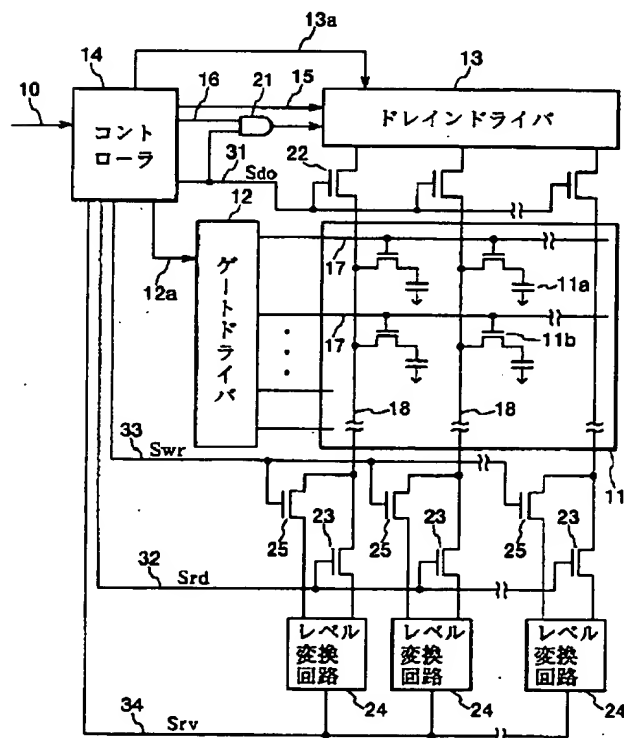 13a
14
16
21
15
13
10
コント
ローラ
ドレインドライバ
22
31
Sdo
12
12a
ゲートドライバ
17
11a
17
11b
18
18
33
Swr
11
25
23
25
23
25
23
32
Srd
レベル
変換
回路
レベル
変換
回路
レベル
変換
回路
24
24
24
34
Srv